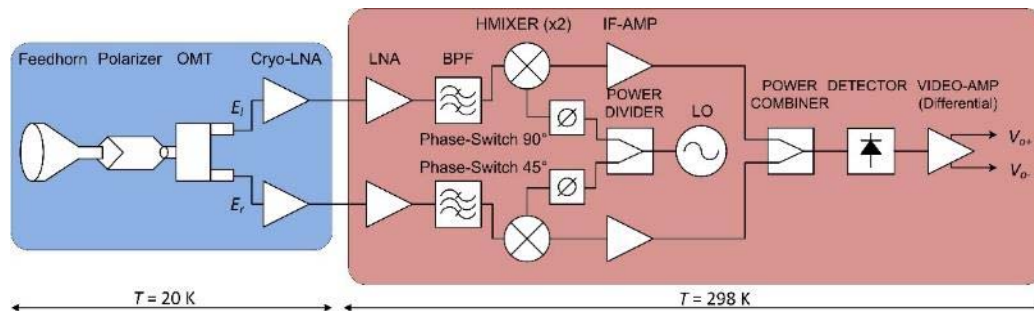 HMIXER (x2)
IF-AMP
Feedhorn Polarizer OMT
Cryo-LNA
LNA
BPF
POWER
DIVIDER
LO
POWER
COMBINER
DETECTOR
VIDEO-AMP
(Differential)
E_l
Phase-Switch 90°
Phase-Switch 45°
E_r
V_o+
V_o-
T = 20 K
T = 298 K